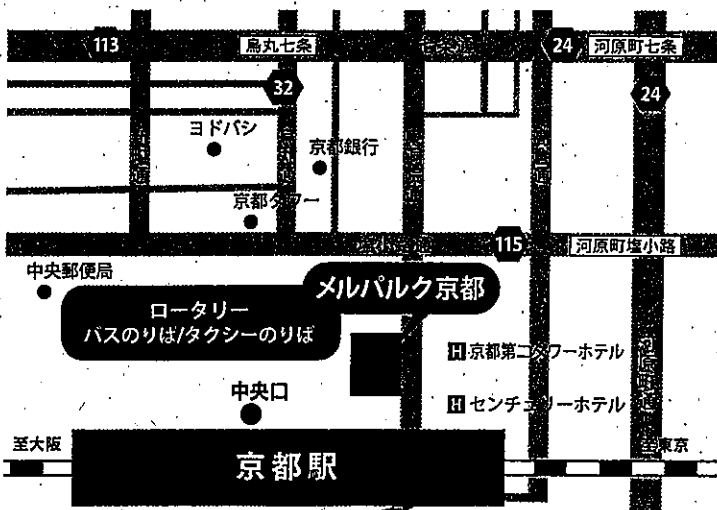 113
烏丸七条
24
河原町七条
32
24
ヨドバシ
京都銀行
京都タワー
115
河原町塩小路
中央郵便局
メルパルク京都
ロータリー
バスのりば/タクシーのりば
H 京都第二タワーホテル
中央口
H センチュリーホテル
至大阪
至東京
京都駅